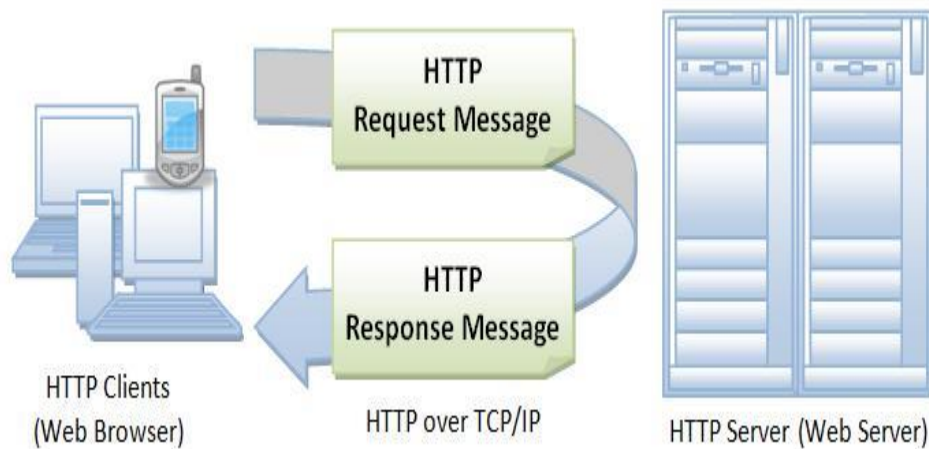 HTTP
Request Message
HTTP
Response Message
HTTP Clients
(Web Browser)
HTTP over TCP/IP
HTTP Server (Web Server)